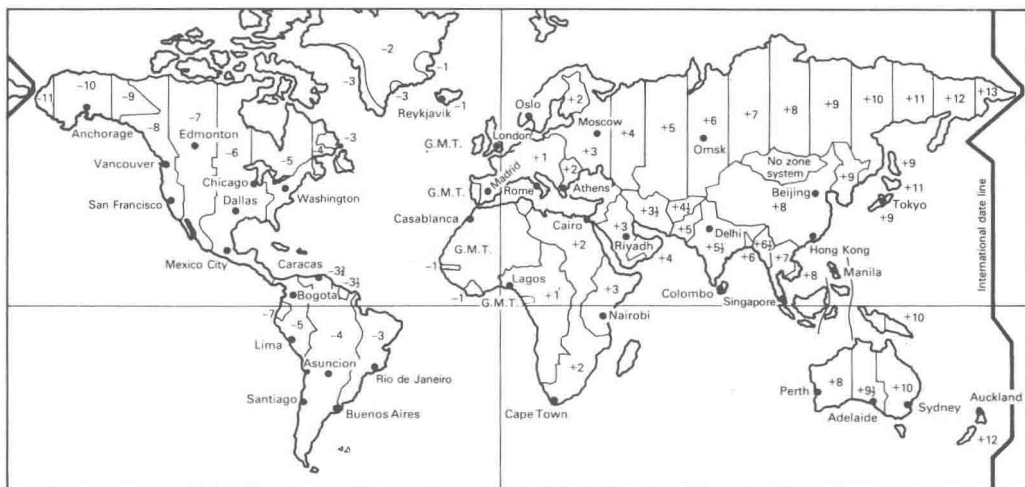 -2
-3
-1
-3
-1
Reykjavik
-11
-10
-9
Anchorage
-8
-7
Edmonton
-6
-5
-4
-3
Vancouver
Chicago
Washington
San Francisco
Dallas
Mexico City
Caracas
-3¾
-3½
Bogota
-7
-5
-4
-3
Lima
Asuncion
Rio de Janeiro
Santiago
Buenos Aires
Oslo
+2
Moscow
+4
+5
+6
Omsk
+7
+8
+9
+10
+11
+12
+13
G.M.T.
London
+1
+3
+2
G.M.T.
Madrid
Rome
Athens
Casablanca
Cairo
G.M.T.
-1
-1
G.M.T.
Lagos
+1
+2
+3
Nairobi
+2
Cape Town
+3
Riyadh
+3½
+4½
+5
+4
Delhi
+5½
+6
+6½
+7
Colombo
Singapore
No zone
system
+9
Beijing
+8
+9
+11
Tokyo
+9
Hong Kong
+8
Manila
+10
International date line
Perth
+8
+9½
+10
Adelaide
Sydney
Auckland
+12